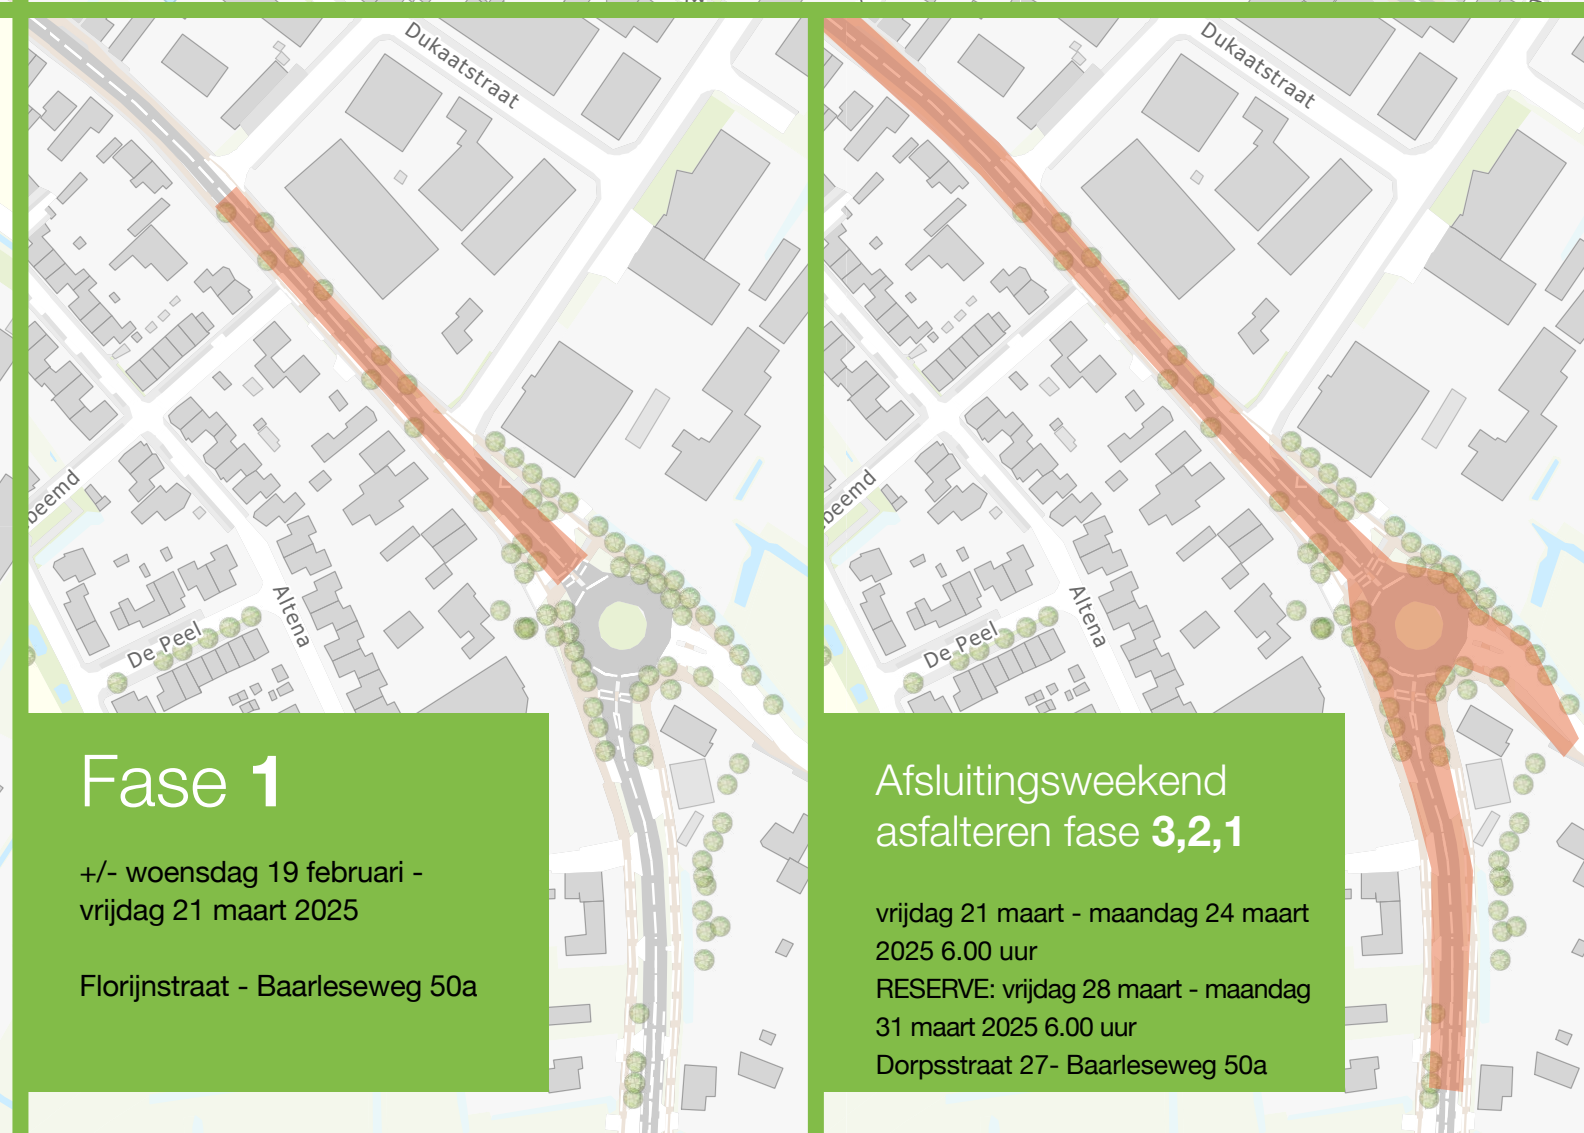 Dukaatstraat
beemd
De Peel
Altena
Fase 1
+/- woensdag 19 februari -
vrijdag 21 maart 2025
Florijnstraat - Baarleseweg 50a
Dukaatstraat
beemd
De Peel
Altena
Afsluitingsweekend
asfalteren fase 3,2,1
vrijdag 21 maart - maandag 24 maart
2025 6.00 uur
RESERVE: vrijdag 28 maart - maandag
31 maart 2025 6.00 uur
Dorpsstraat 27- Baarleseweg 50a